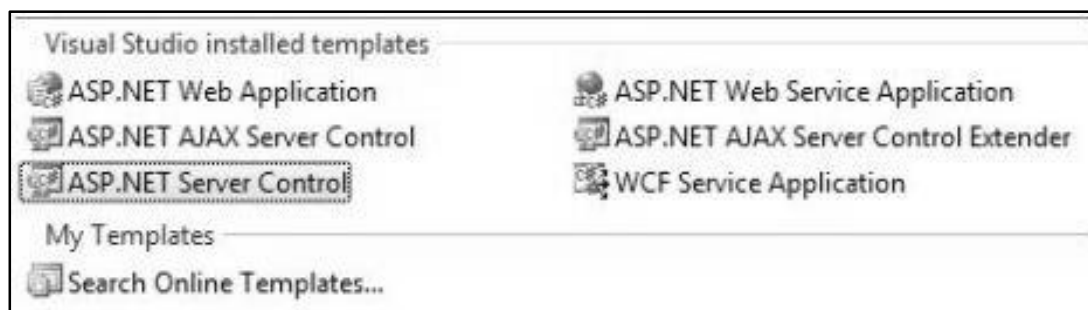 Visual Studio installed templates
ASP.NET Web Application
ASP.NET Web Service Application
ASP.NET AJAX Server Control
ASP.NET AJAX Server Control Extender
ASP.NET Server Control
WCF Service Application
My Templates
Search Online Templates...